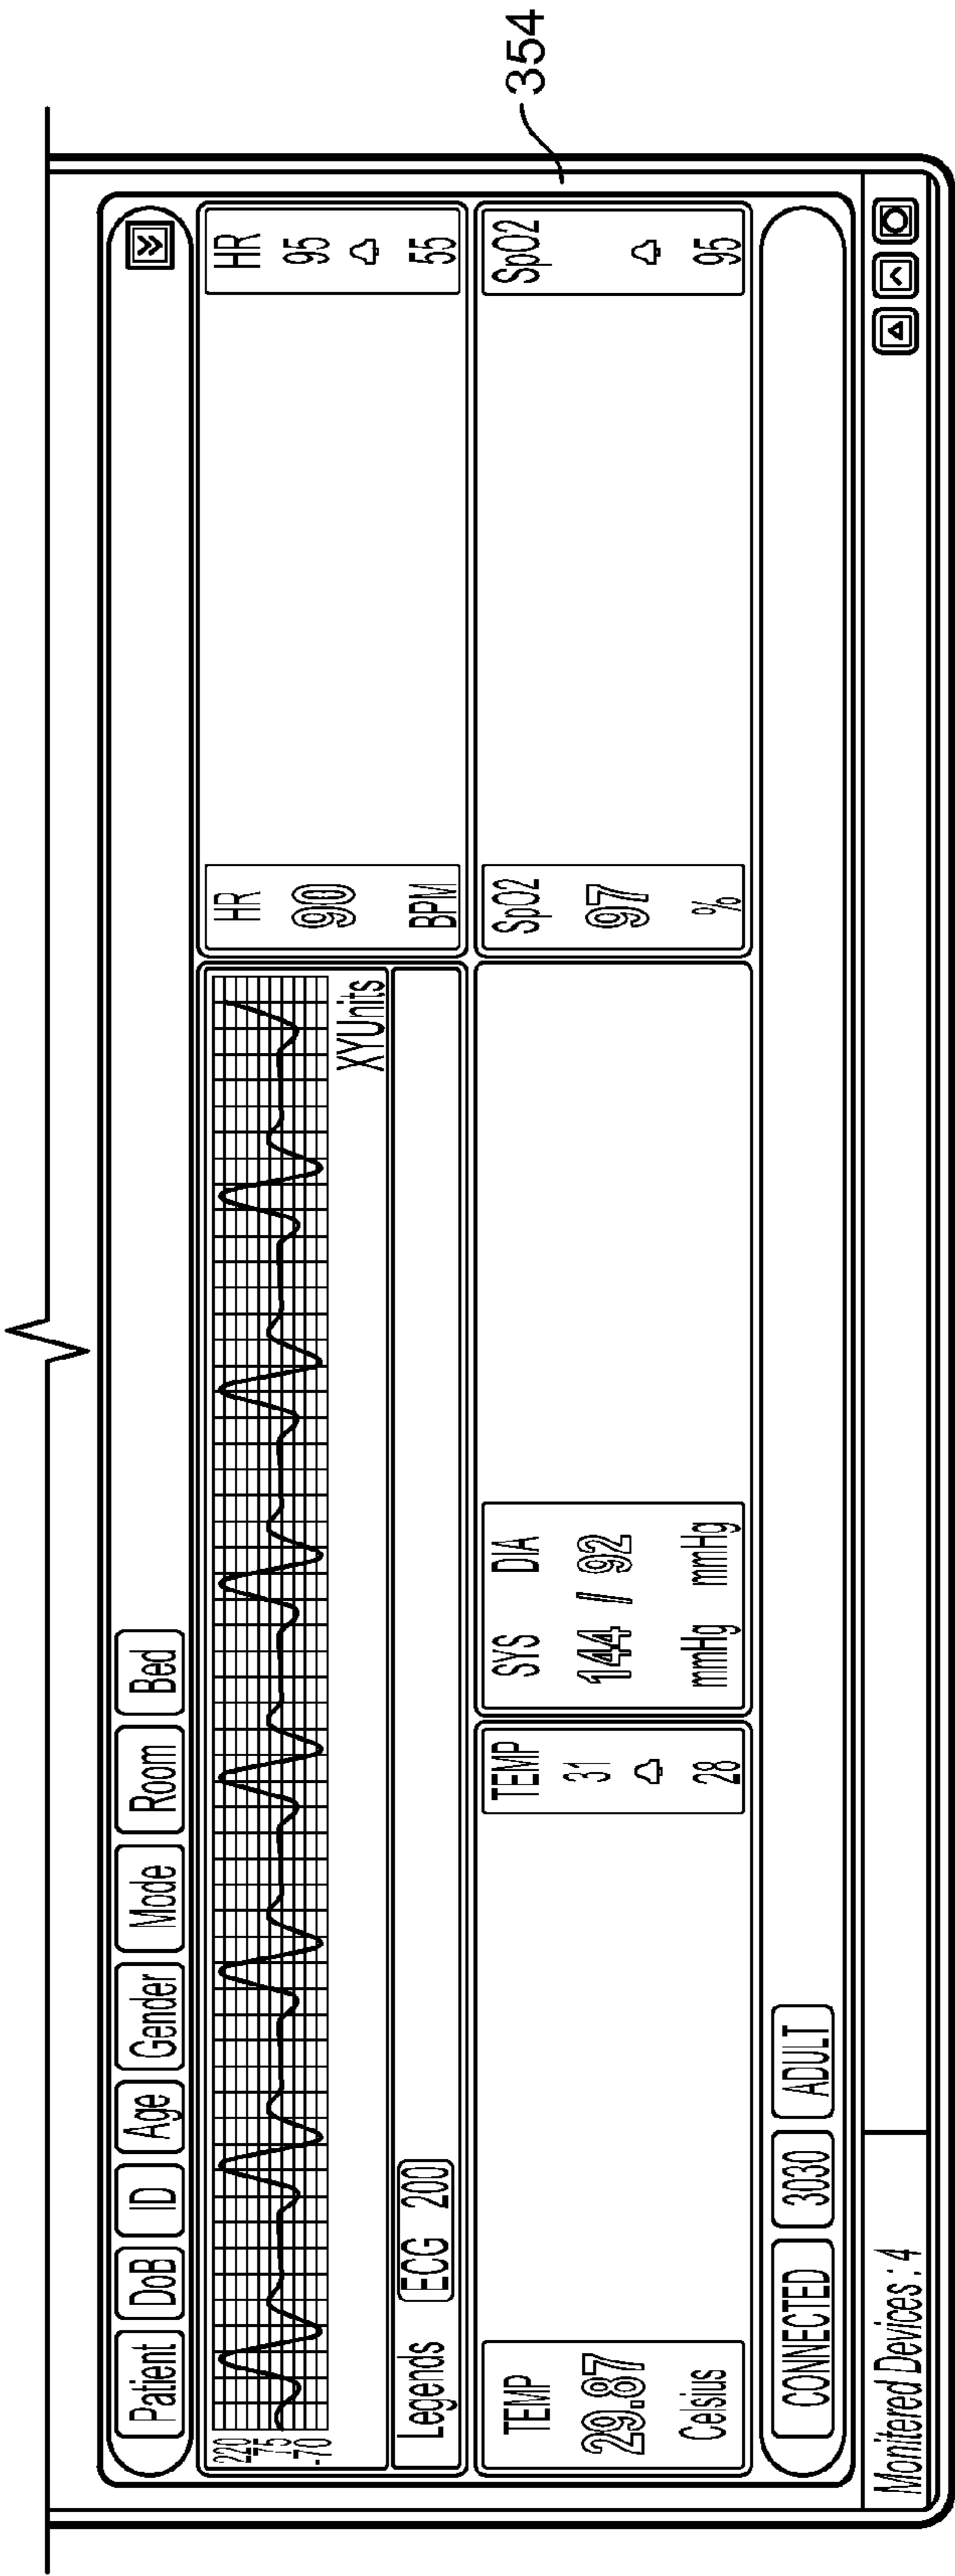 Patient DoB ID Age Gender Mode Room Bed
220
75
15
.70
XYUnits
Legends ECG 200
HR
90
BPM
HR
95
55
TEMP
29.87
Celsius
TEMP
31
28
SYS DIA
144 / 92
mmHg mmHg
SpO2
97
%
SpO2
95
CONNECTED 3030 ADULT
Monitered Devices : 4
354